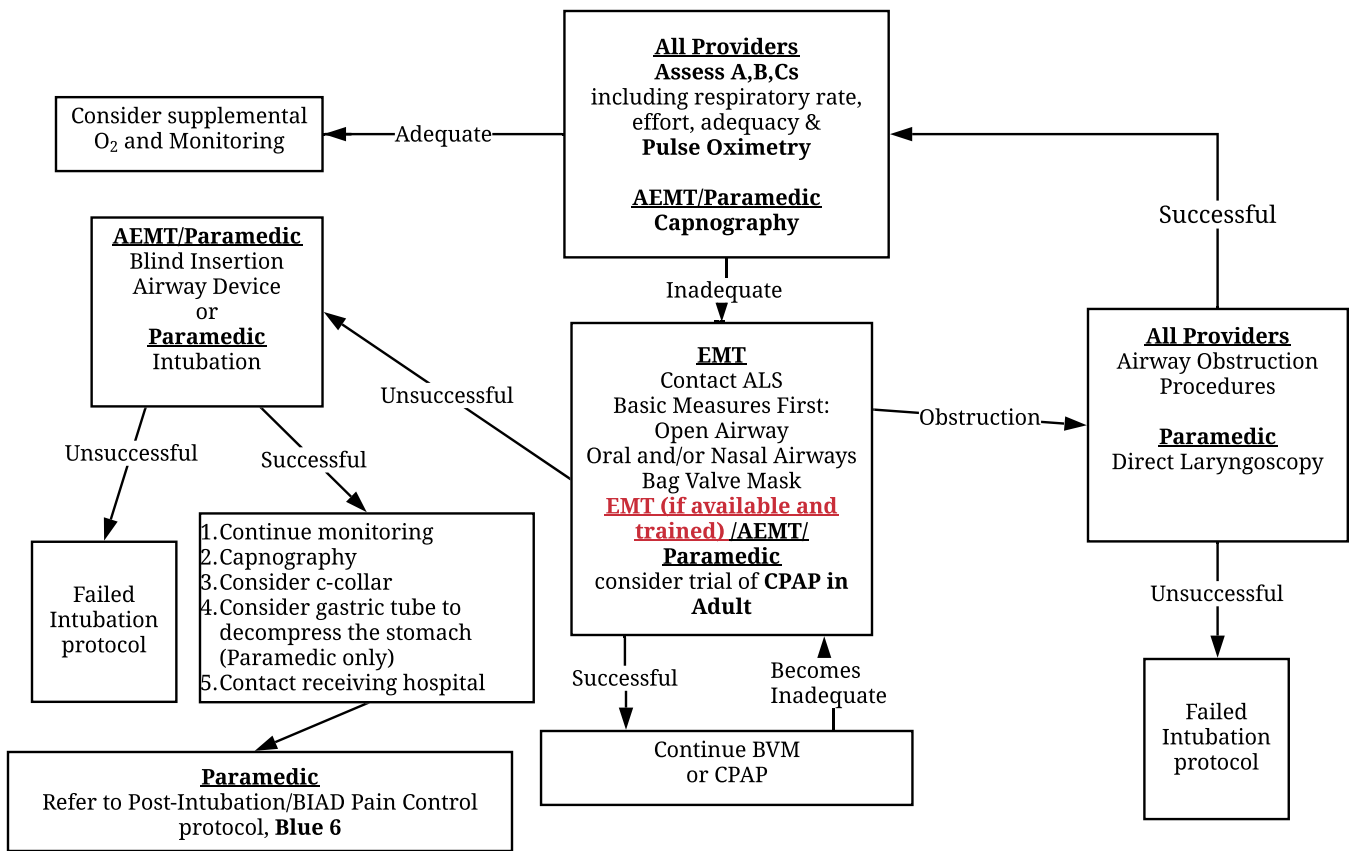 All Providers
Assess A,B,Cs
including respiratory rate,
effort, adequacy &
Pulse Oximetry
AEMT/Paramedic
Capnography
Adequate
Consider supplemental
O₂ and Monitoring
Inadequate
EMT
Contact ALS
Basic Measures First:
Open Airway
Oral and/or Nasal Airways
Bag Valve Mask
EMT (if available and
trained) /AEMT/
Paramedic
consider trial of CPAP in
Adult
Unsuccessful
AEMT/Paramedic
Blind Insertion
Airway Device
or
Paramedic
Intubation
Unsuccessful
Failed
Intubation
protocol
Successful
1. Continue monitoring
2. Capnography
3. Consider c-collar
4. Consider gastric tube to
decompress the stomach
(Paramedic only)
5. Contact receiving hospital
Paramedic
Refer to Post-Intubation/BIAD Pain Control
protocol, Blue 6
Successful
Becomes
Inadequate
Continue BVM
or CPAP
Obstruction
All Providers
Airway Obstruction
Procedures
Paramedic
Direct Laryngoscopy
Successful
Unsuccessful
Failed
Intubation
protocol